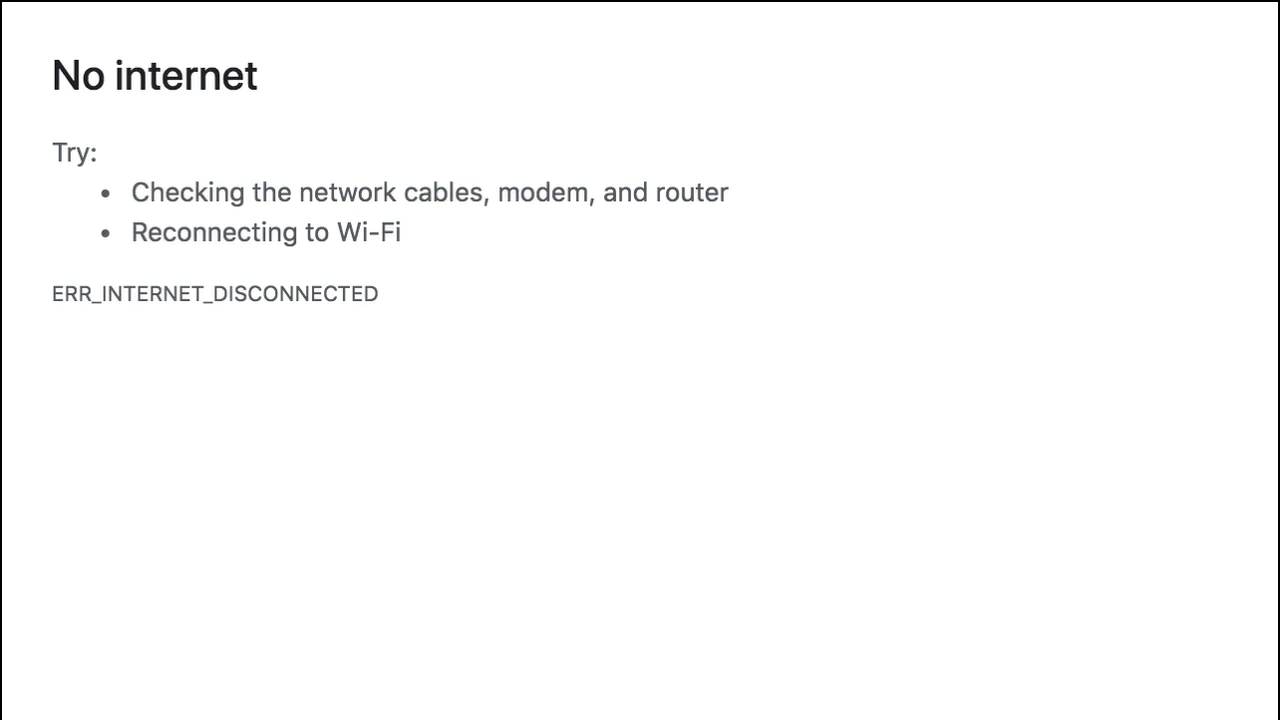 No internet
Try:
• Checking the network cables, modem, and router
• Reconnecting to Wi-Fi
ERR_INTERNET_DISCONNECTED